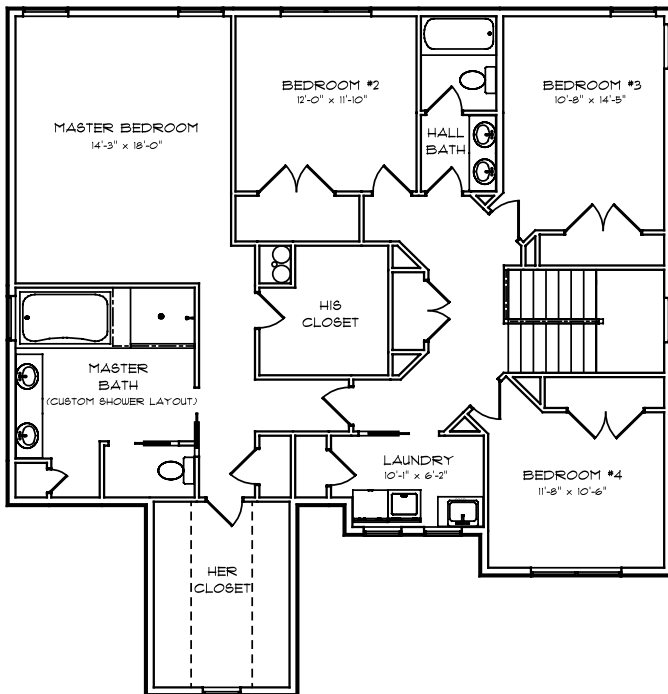 MASTER BEDROOM
14'-3" x 18'-0"
BEDROOM #2
12'-0" x 11'-10"
BEDROOM #3
10'-8" x 14'-5"
HALL
BATH
HIS
CLOSET
MASTER
BATH
(CUSTOM SHOWER LAYOUT)
LAUNDRY
10'-1" x 6'-2"
BEDROOM #4
11'-8" x 10'-6"
HER
CLOSET